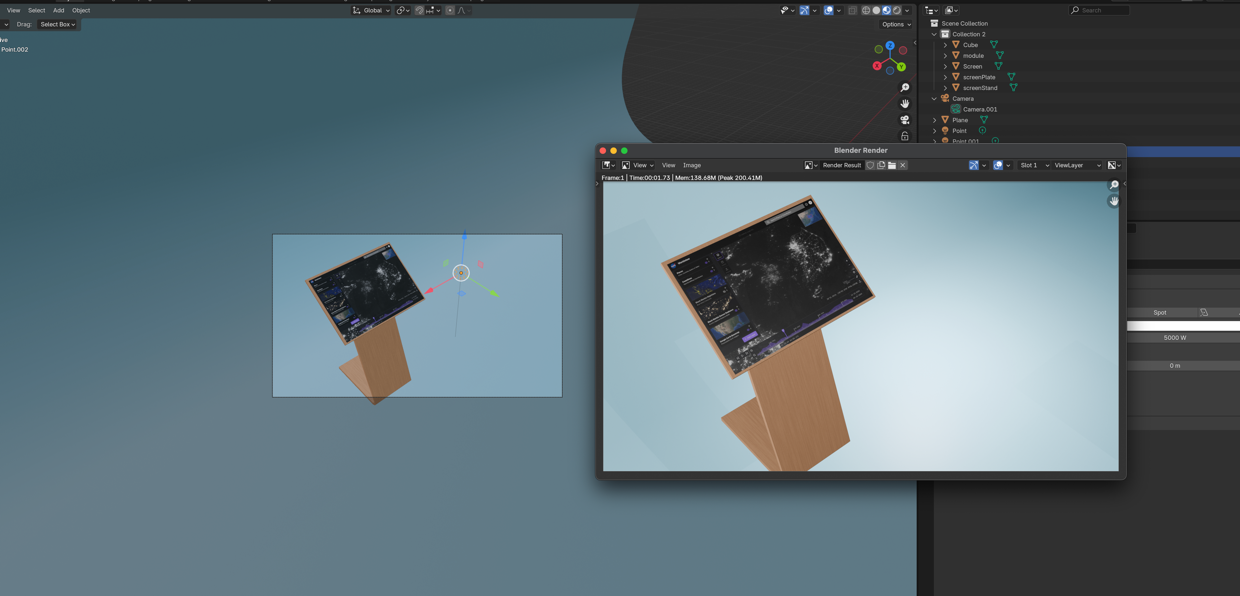 View Select Add Object
Global
Drag: Select Box
Options
Point.002
Search
Scene Collection
Collection 2
Cube
module
Screen
screenPlate
screenStand
Camera
Camera.001
Plane
Point
Point.001
Blender Render
View View Image
Render Result
Slot 1
ViewLayer
Frame:1 | Time:00:01.73 | Mem:138.68M (Peak 200.41M)
Spot
5000 W
0 m